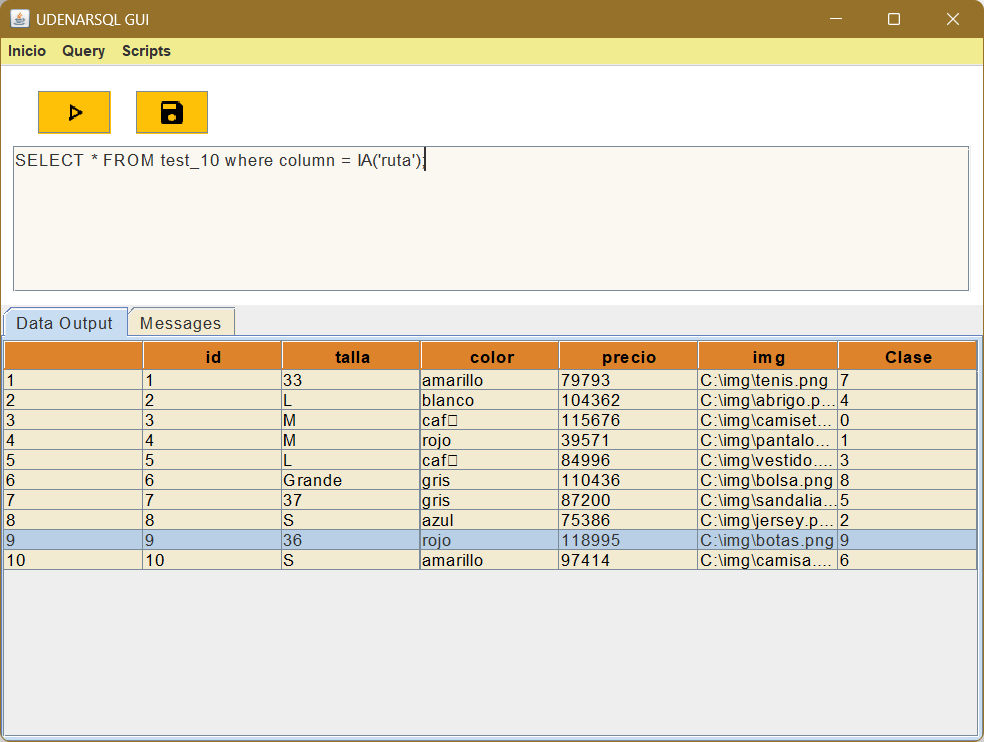 UDENARSQL GUI
Inicio Query Scripts
SELECT * FROM test_10 where column = IA('ruta');
Data Output Messages
id talla color precio img Clase
1 1 33 amarillo 79793 C:\img\tenis.png 7
2 2 L blanco 104362 C:\img\abrigo.p... 4
3 3 M caf□ 115676 C:\img\camiset... 0
4 4 M rojo 39571 C:\img\pantalo... 1
5 5 L caf□ 84996 C:\img\vestido.... 3
6 6 Grande gris 110436 C:\img\bolsa.png 8
7 7 37 gris 87200 C:\img\sandalia... 5
8 8 S azul 75386 C:\img\jersey.p... 2
9 9 36 rojo 118995 C:\img\botas.png 9
10 10 S amarillo 97414 C:\img\camisa.... 6